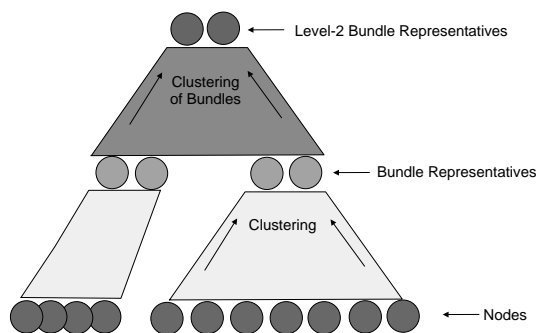 Level-2 Bundle Representatives
Clustering
of Bundles
Bundle Representatives
Clustering
Nodes